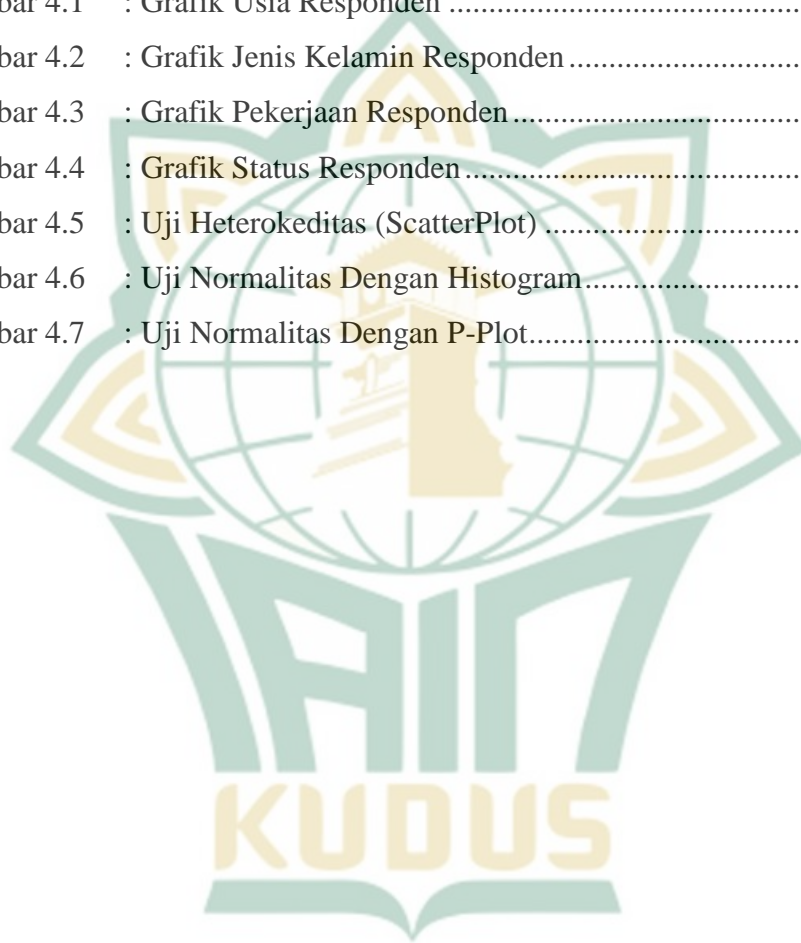 bar 4.1 : Grafik Usia Responden ........................................
bar 4.2 : Grafik Jenis Kelamin Responden ..........................
bar 4.3 : Grafik Pekerjaan Responden .................................
bar 4.4 : Grafik Status Responden ......................................
bar 4.5 : Uji Heterokeditas (ScatterPlot) .............................
bar 4.6 : Uji Normalitas Dengan Histogram ........................
bar 4.7 : Uji Normalitas Dengan P-Plot ...............................
IAIN
KUDUS